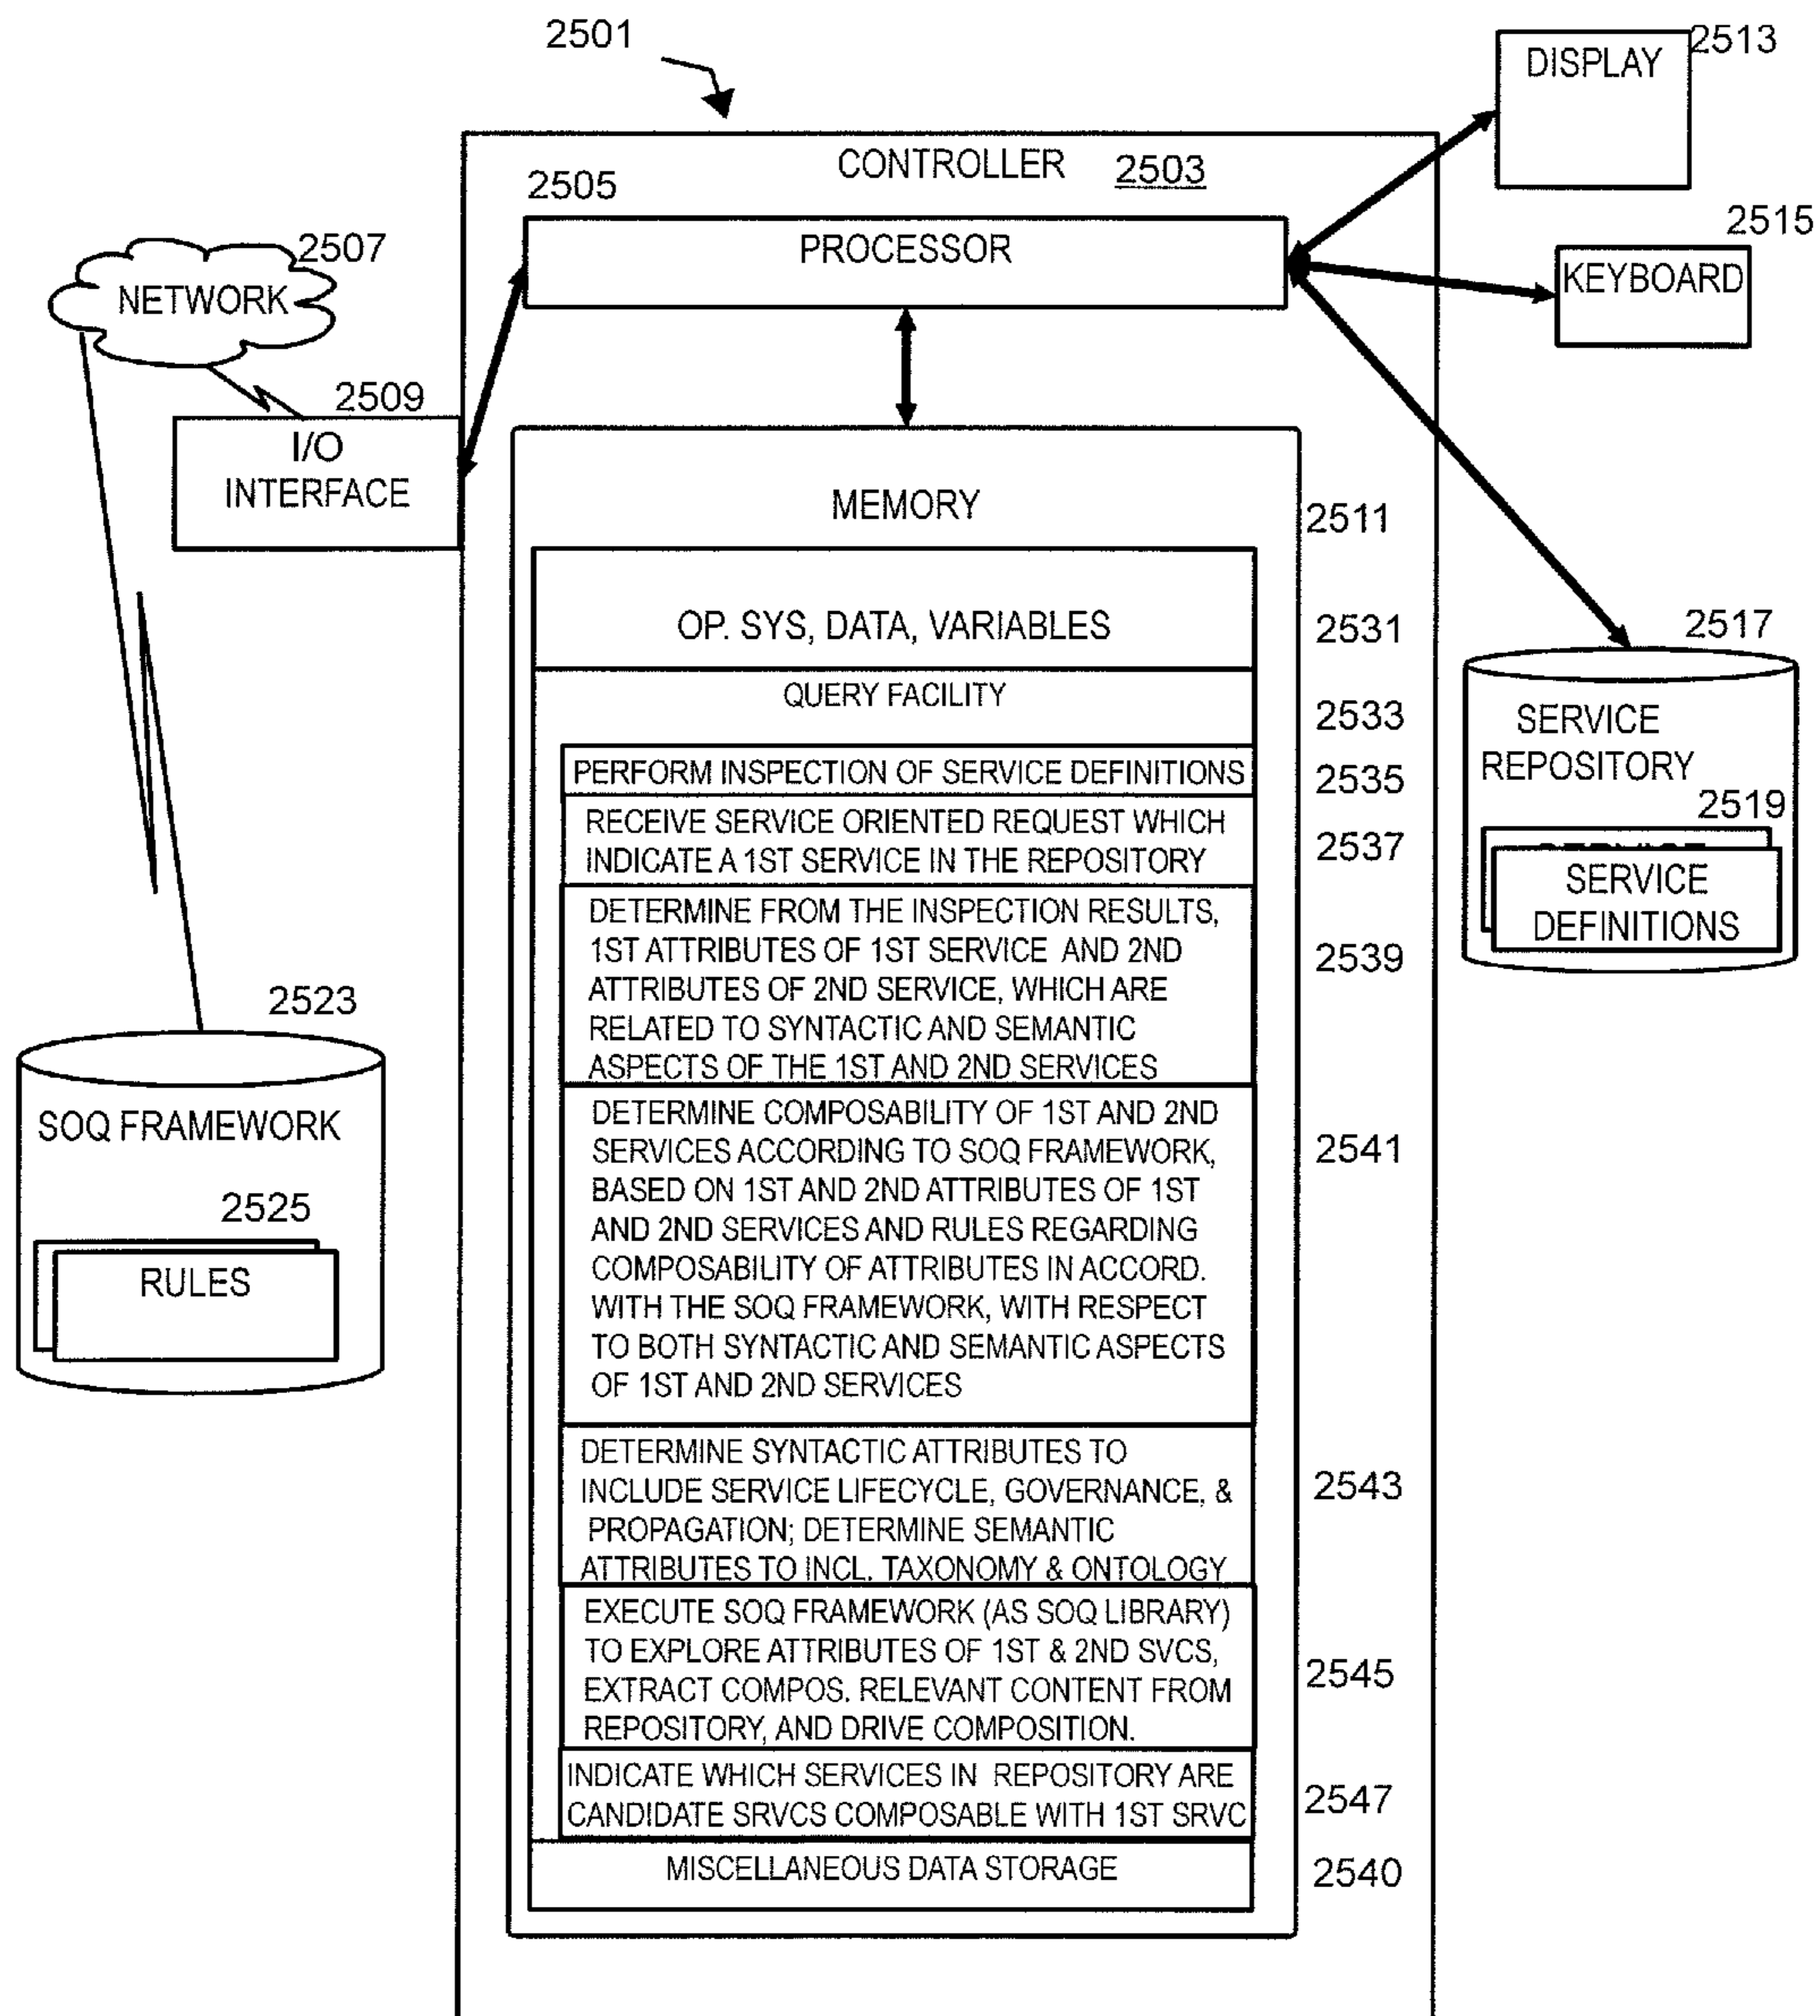 2501
2513
DISPLAY
CONTROLLER 2503
2505
PROCESSOR
2515
KEYBOARD
2507
NETWORK
2509
I/O
INTERFACE
MEMORY
2511
OP. SYS, DATA, VARIABLES
2531
QUERY FACILITY
2533
PERFORM INSPECTION OF SERVICE DEFINITIONS
2535
RECEIVE SERVICE ORIENTED REQUEST WHICH
INDICATE A 1ST SERVICE IN THE REPOSITORY
2537
DETERMINE FROM THE INSPECTION RESULTS,
1ST ATTRIBUTES OF 1ST SERVICE AND 2ND
ATTRIBUTES OF 2ND SERVICE, WHICH ARE
RELATED TO SYNTACTIC AND SEMANTIC
ASPECTS OF THE 1ST AND 2ND SERVICES
2539
DETERMINE COMPOSABILITY OF 1ST AND 2ND
SERVICES ACCORDING TO SOQ FRAMEWORK,
BASED ON 1ST AND 2ND ATTRIBUTES OF 1ST
AND 2ND SERVICES AND RULES REGARDING
COMPOSABILITY OF ATTRIBUTES IN ACCORD.
WITH THE SOQ FRAMEWORK, WITH RESPECT
TO BOTH SYNTACTIC AND SEMANTIC ASPECTS
OF 1ST AND 2ND SERVICES
2541
DETERMINE SYNTACTIC ATTRIBUTES TO
INCLUDE SERVICE LIFECYCLE, GOVERNANCE, &
PROPAGATION; DETERMINE SEMANTIC
ATTRIBUTES TO INCL. TAXONOMY & ONTOLOGY
2543
EXECUTE SOQ FRAMEWORK (AS SOQ LIBRARY)
TO EXPLORE ATTRIBUTES OF 1ST & 2ND SVCS,
EXTRACT COMPOS. RELEVANT CONTENT FROM
REPOSITORY, AND DRIVE COMPOSITION.
2545
INDICATE WHICH SERVICES IN REPOSITORY ARE
CANDIDATE SRVCS COMPOSABLE WITH 1ST SRVC
2547
MISCELLANEOUS DATA STORAGE
2540
2517
SERVICE
REPOSITORY
2519
SERVICE
DEFINITIONS
2523
SOQ FRAMEWORK
2525
RULES